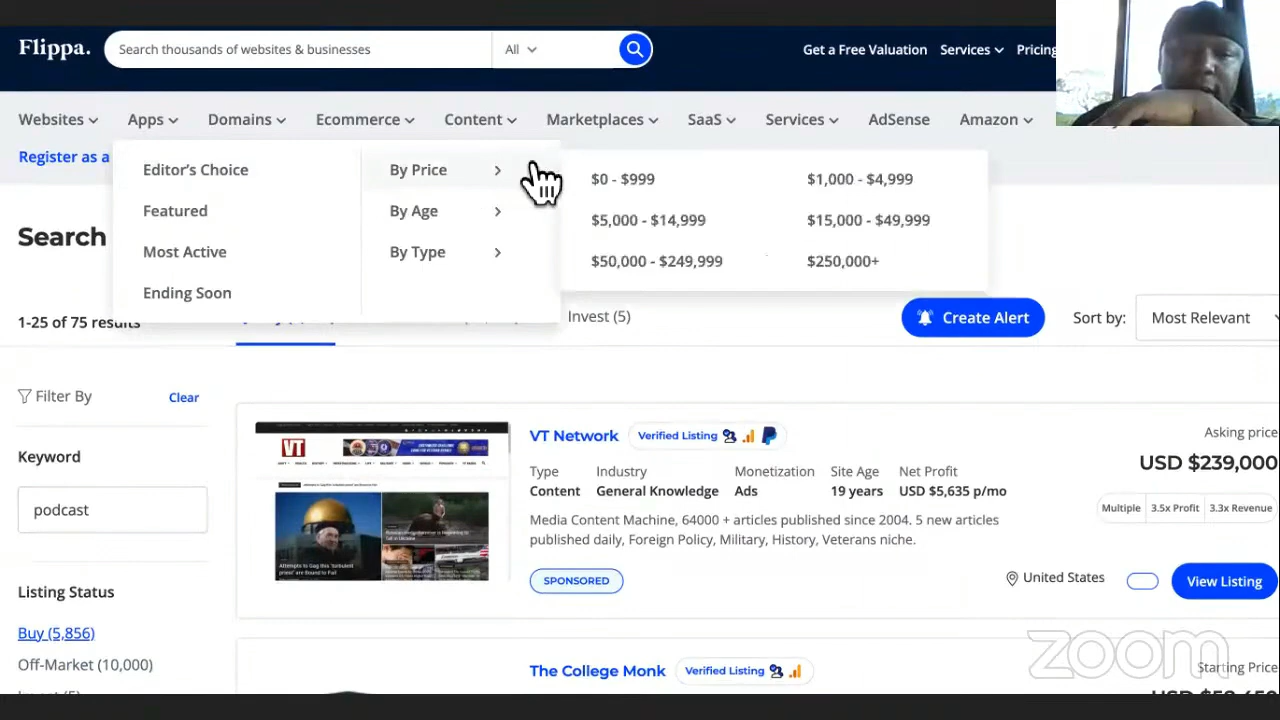 Flippa.
Search thousands of websites & businesses
All
Get a Free Valuation
Services
Pricing
Websites
Apps
Domains
Ecommerce
Content
Marketplaces
SaaS
Services
AdSense
Amazon
Register as a
Editor's Choice
Featured
Most Active
Ending Soon
By Price
By Age
By Type
$0 - $999
$1,000 - $4,999
$5,000 - $14,999
$15,000 - $49,999
$50,000 - $249,999
$250,000+
Search
1-25 of 75 results
Invest (5)
Create Alert
Sort by:
Most Relevant
Filter By
Clear
Keyword
podcast
Listing Status
Buy (5,856)
Off-Market (10,000)
VT
VT Network
Verified Listing
Type
Industry
Monetization
Site Age
Net Profit
Content
General Knowledge
Ads
19 years
USD $5,635 p/mo
Media Content Machine, 64000 + articles published since 2004. 5 new articles
published daily, Foreign Policy, Military, History, Veterans niche.
SPONSORED
Asking price
USD $239,000
Multiple
3.5x Profit
3.3x Revenue
United States
View Listing
The College Monk
Verified Listing
Starting Price
zoom